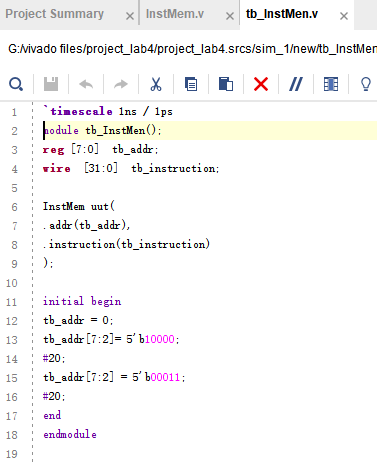 Project Summary × InstMem.v × tb_InstMen.v ×
G:/vivado files/project_lab4/project_lab4.srcs/sim_1/new/tb_InstMen
1 `timescale 1ns / 1ps
2 module tb_InstMem();
3 reg [7:0] tb_addr;
4 wire [31:0] tb_instruction;
5
6 InstMem uut(
7 .addr(tb_addr),
8 .instruction(tb_instruction)
9 );
10
11 initial begin
12 tb_addr = 0;
13 tb_addr[7:2]= 5'b10000;
14 #20;
15 tb_addr[7:2] = 5'b00011;
16 #20;
17 end
18 endmodule
19